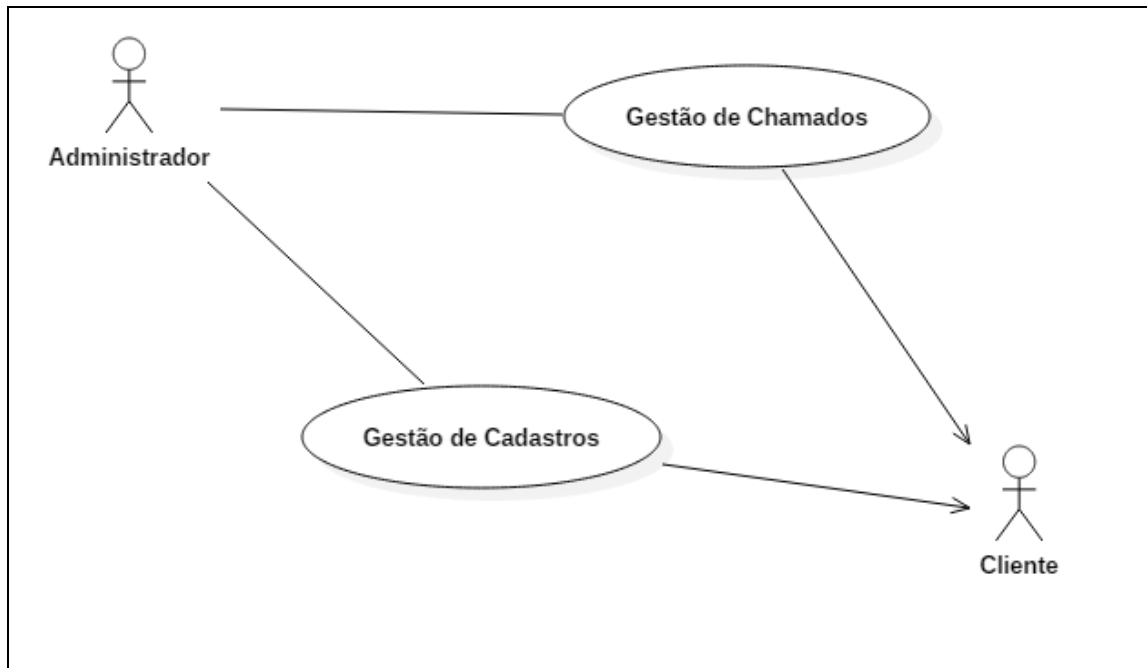 Gestão de Chamados
Administrador
Gestão de Cadastros
Cliente